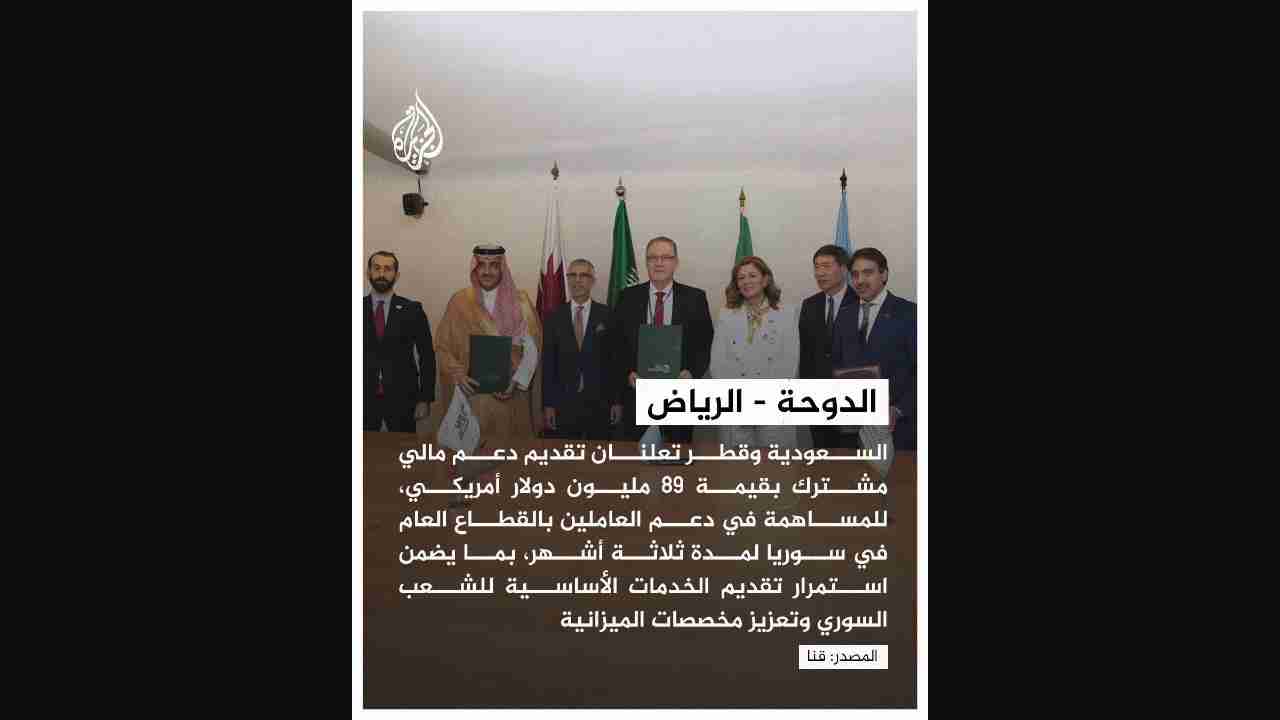 الجزيرة
الدوحة - الرياض
السعودية وقطر تعلنان تقديم دعم مالي
مشترك بقيمة 89 مليون دولار أمريكي،
للمساهمة في دعم العاملين بالقطاع العام
في سوريا لمدة ثلاثة أشهر، بما يضمن
استمرار تقديم الخدمات الأساسية للشعب
السوري وتعزيز مخصصات الميزانية
المصدر: قنا